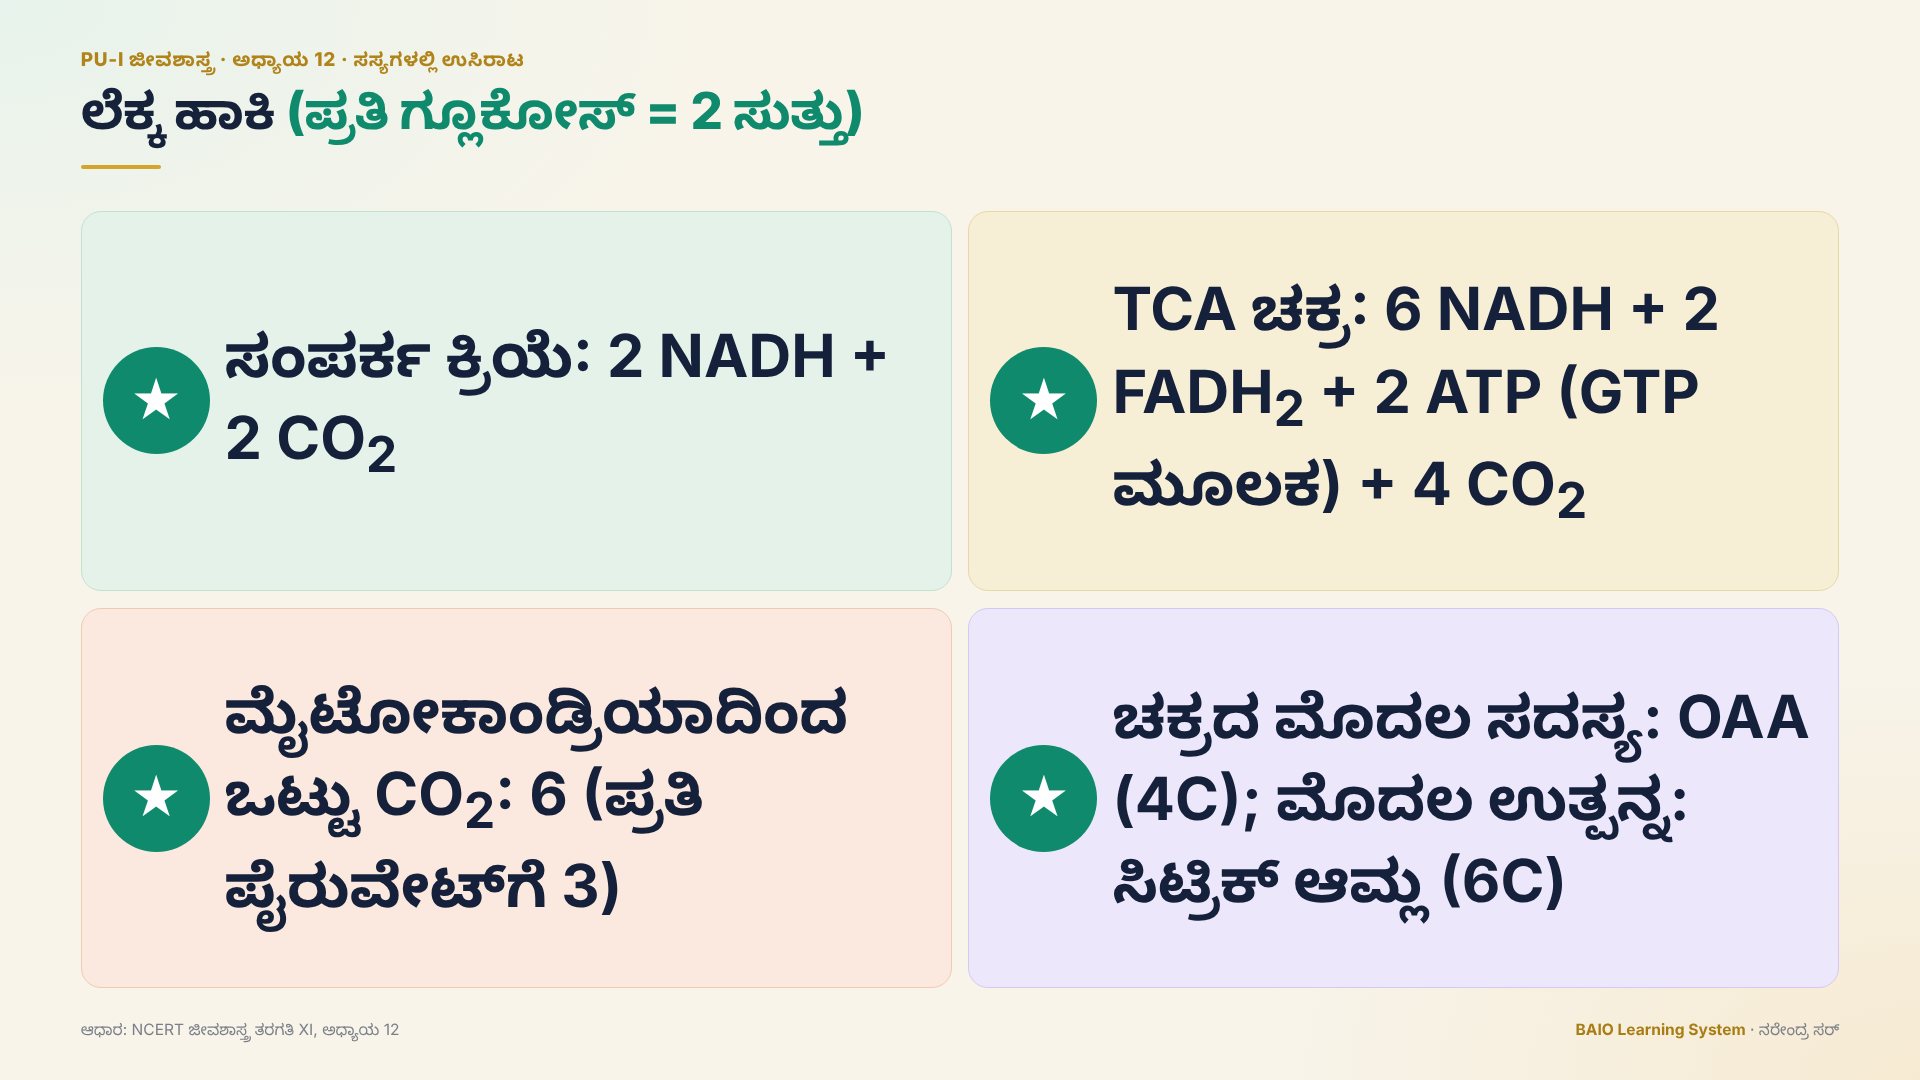 PU-I ಜೀವಶಾಸ್ತ್ರ · ಅಧ್ಯಾಯ 12 · ಸಸ್ಯಗಳಲ್ಲಿ ಉಸಿರಾಟ
ಲೆಕ್ಕ ಹಾಕಿ (ಪ್ರತಿ ಗ್ಲೂಕೋಸ್ = 2 ಸುತ್ತು)
ಸಂಪರ್ಕ ಕ್ರಿಯೆ: 2 NADH +
2 CO₂
TCA ಚಕ್ರ: 6 NADH + 2
FADH₂ + 2 ATP (GTP
ಮೂಲಕ) + 4 CO₂
ಮೈಟೋಕಾಂಡ್ರಿಯಾದಿಂದ
ಒಟ್ಟು CO₂: 6 (ಪ್ರತಿ
ಪೈರುವೇಟ್‌ಗೆ 3)
ಚಕ್ರದ ಮೊದಲ ಸದಸ್ಯ: OAA
(4C); ಮೊದಲ ಉತ್ಪನ್ನ:
ಸಿಟ್ರಿಕ್ ಆಮ್ಲ (6C)
ಆಧಾರ: NCERT ಜೀವಶಾಸ್ತ್ರ ತರಗತಿ XI, ಅಧ್ಯಾಯ 12
BAIO Learning System · ನರೇಂದ್ರ ಸರ್